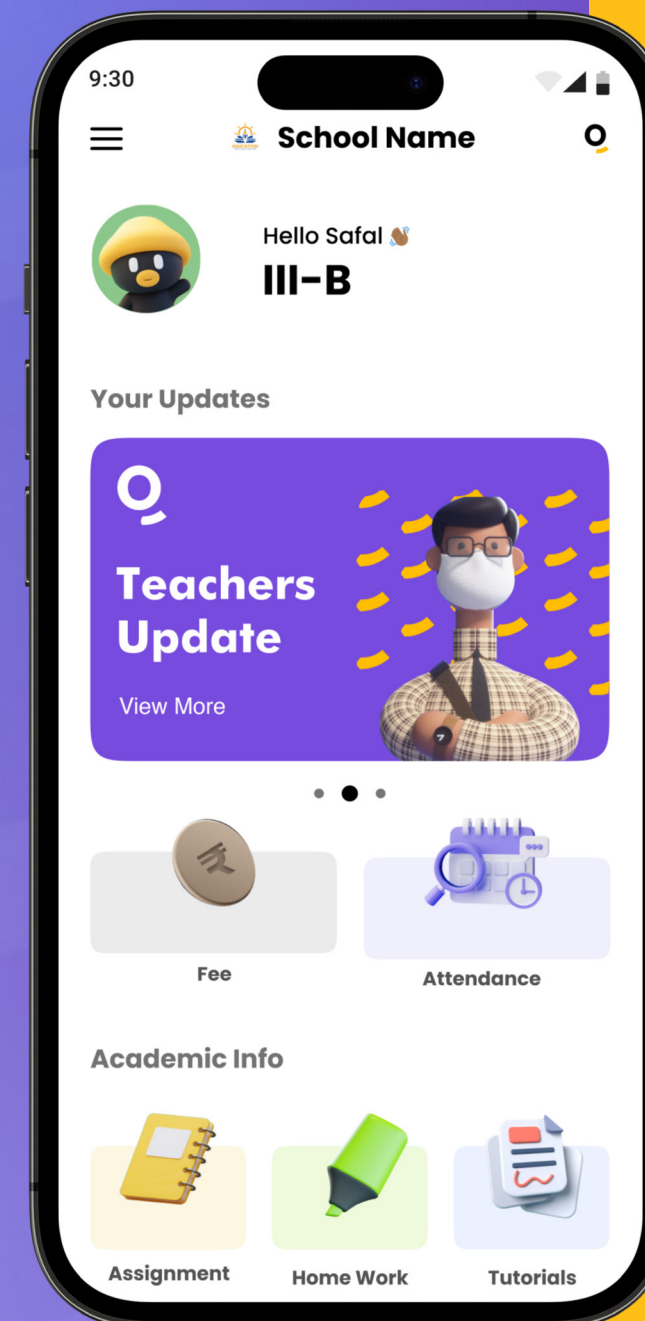 9:30
School Name
Hello Safal 👋🏽
III-B
Your Updates
Teachers
Update
View More
Fee
Attendance
Academic Info
Assignment
Home Work
Tutorials